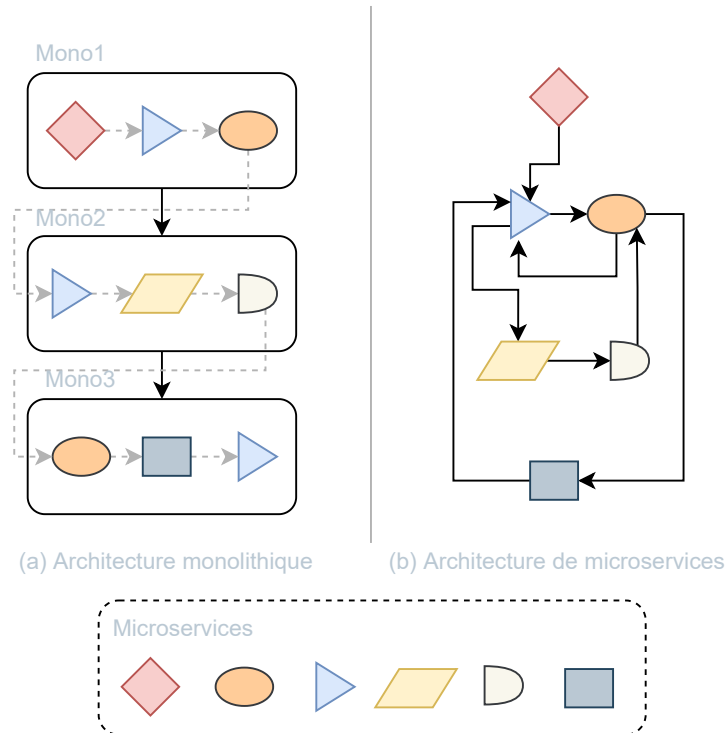 Mono1
Mono2
Mono3
(a) Architecture monolithique
(b) Architecture de microservices
Microservices